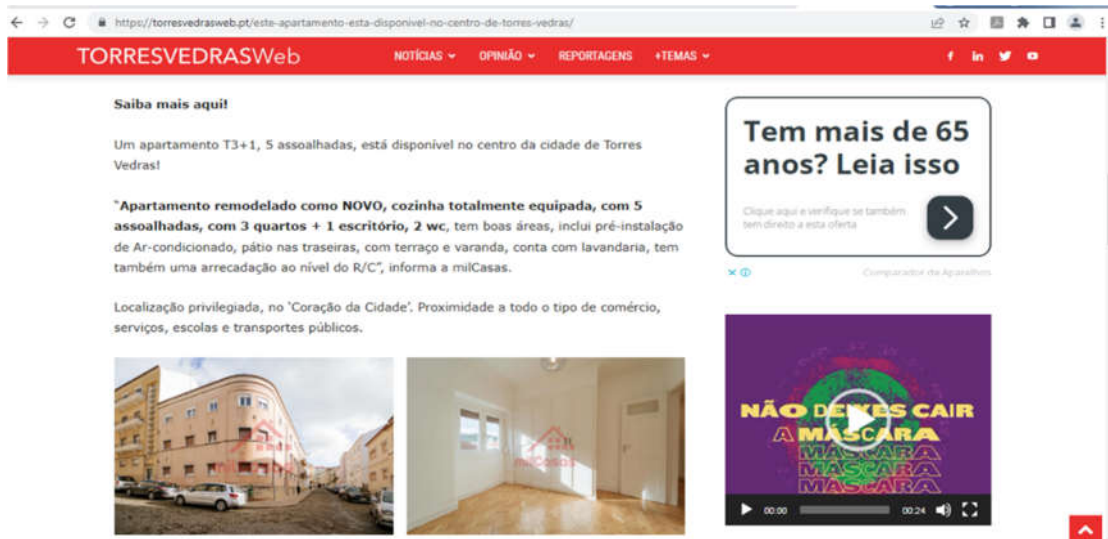 https://torresvedrasweb.pt/este-apartamento-esta-disponivel-no-centro-de-torres-vedras/
TORRESVEDRASWeb
NOTÍCIAS
OPINIÃO
REPORTAGENS
+TEMAS
Saiba mais aqui!
Um apartamento T3+1, 5 assoalhadas, está disponível no centro da cidade de Torres
Vedras!
“Apartamento remodelado como NOVO, cozinha totalmente equipada, com 5
assoalhadas, com 3 quartos + 1 escritório, 2 wc, tem boas áreas, inclui pré-instalação
de Ar-condicionado, pátio nas traseiras, com terraço e varanda, conta com lavandaria, tem
também uma arrecadação ao nível do R/C”, informa a milCasas.
Localização privilegiada, no ‘Coração da Cidade’. Proximidade a todo o tipo de comércio,
serviços, escolas e transportes públicos.
milCasas
milCasas
Tem mais de 65
anos? Leia isso
Clique aqui e verifique se também
tem direito a esta oferta
Comparador de Aparelhos
NÃO DEIXES CAIR
A MÁSCARA
MÁSCARA
MÁSCARA
MÁSCARA
00:00
00:24